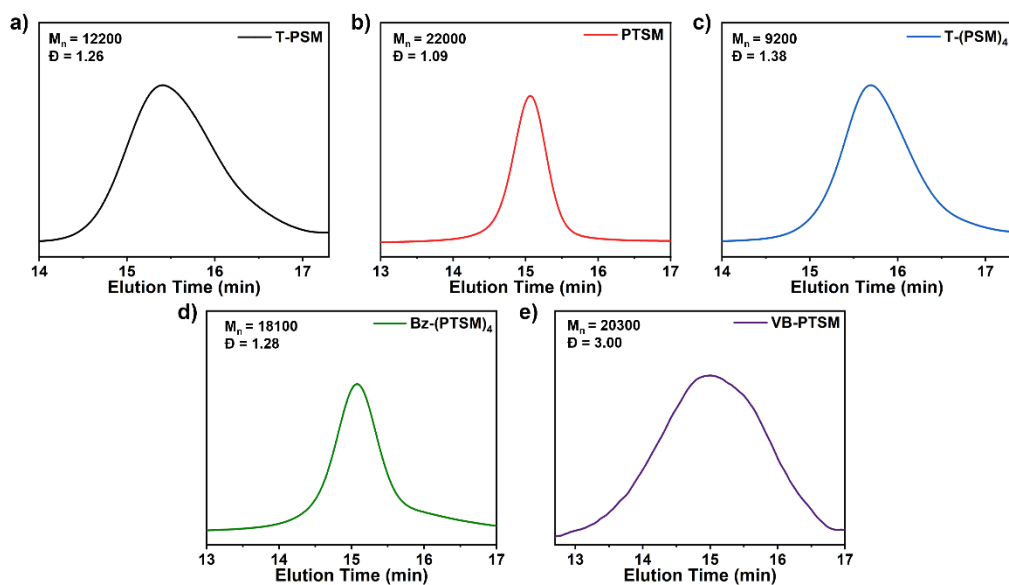 a)
Mn = 12200
Đ = 1.26
T-PSM
14 15 16 17
Elution Time (min)
b)
Mn = 22000
Đ = 1.09
PTSM
13 14 15 16 17
Elution Time (min)
c)
Mn = 9200
Đ = 1.38
T-(PSM)4
14 15 16 17
Elution Time (min)
d)
Mn = 18100
Đ = 1.28
Bz-(PTSM)4
13 14 15 16 17
Elution Time (min)
e)
Mn = 20300
Đ = 3.00
VB-PTSM
13 14 15 16 17
Elution Time (min)